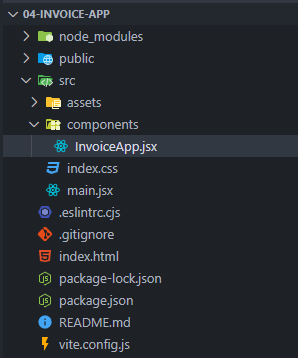 04-INVOICE-APP
node_modules
public
src
assets
components
InvoiceApp.jsx
index.css
main.jsx
.eslintrc.cjs
.gitignore
index.html
package-lock.json
package.json
README.md
vite.config.js